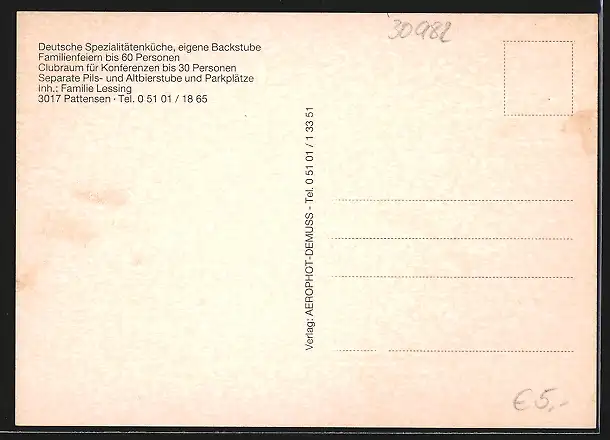 30982
Deutsche Spezialitätenküche, eigene Backstube
Familienfeiern bis 60 Personen
Clubraum für Konferenzen bis 30 Personen
Separate Pils- und Altbierstube und Parkplätze
Inh.: Familie Lessing
3017 Pattensen · Tel. 0 51 01 / 18 65
Verlag: AEROPHOT-DEMUSS - Tel. 0 51 01 / 1 33 51
€5,-